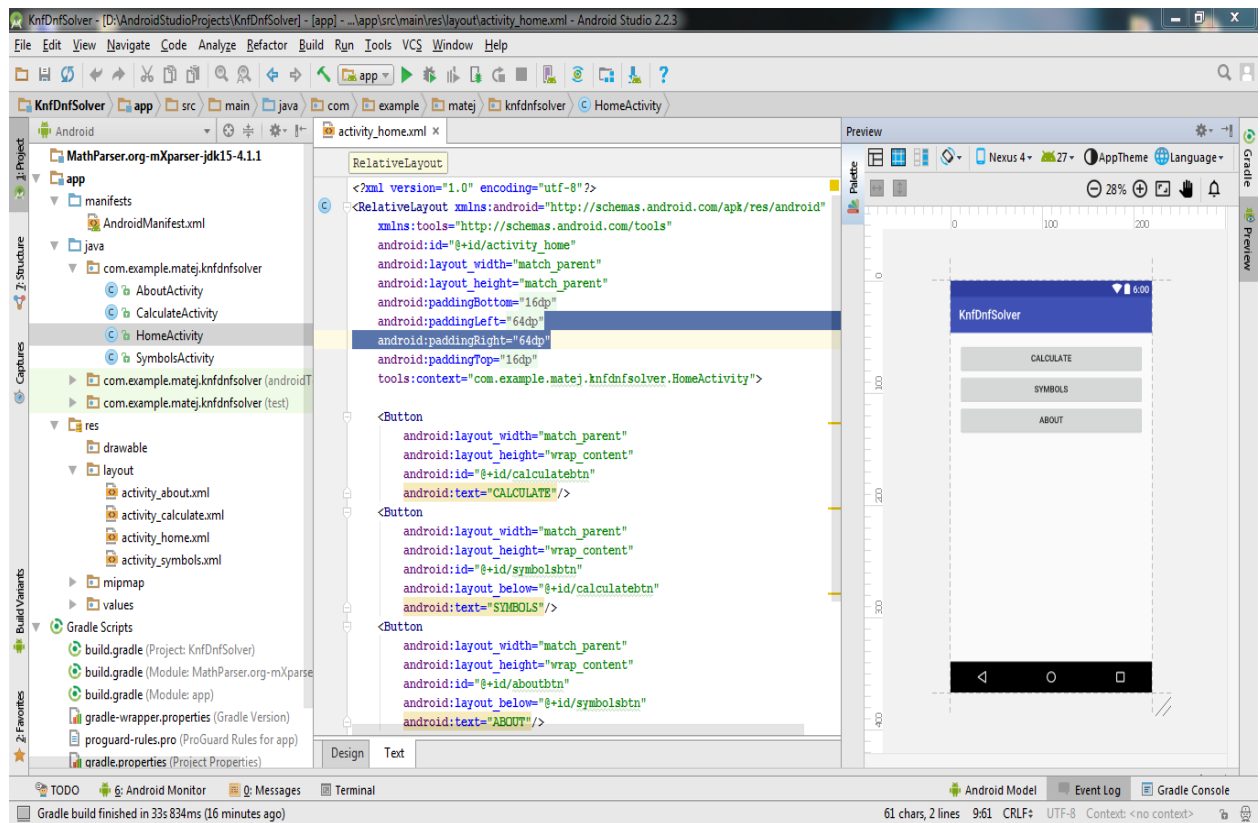 KnfDnfSolver - [D:\AndroidStudioProjects\KnfDnfSolver] - [app] - ...\app\src\main\res\layout\activity_home.xml - Android Studio 2.2.3
File Edit View Navigate Code Analyze Refactor Build Run Tools VCS Window Help
app
KnfDnfSolver app src main java com example matej knfdnfsolver HomeActivity
1: Project
7: Structure
Captures
Build Variants
2: Favorites
Android
MathParser.org-mXparser-jdk15-4.1.1
app
manifests
AndroidManifest.xml
java
com.example.matej.knfdnfsolver
AboutActivity
CalculateActivity
HomeActivity
SymbolsActivity
com.example.matej.knfdnfsolver (androidT
com.example.matej.knfdnfsolver (test)
res
drawable
layout
activity_about.xml
activity_calculate.xml
activity_home.xml
activity_symbols.xml
mipmap
values
Gradle Scripts
build.gradle (Project: KnfDnfSolver)
build.gradle (Module: MathParser.org-mXparse
build.gradle (Module: app)
gradle-wrapper.properties (Gradle Version)
proguard-rules.pro (ProGuard Rules for app)
gradle.properties (Project Properties)
activity_home.xml
RelativeLayout
<?xml version="1.0" encoding="utf-8"?>
<RelativeLayout xmlns:android="http://schemas.android.com/apk/res/android"
xmlns:tools="http://schemas.android.com/tools"
android:id="@+id/activity_home"
android:layout_width="match_parent"
android:layout_height="match_parent"
android:paddingBottom="16dp"
android:paddingLeft="64dp"
android:paddingRight="64dp"
android:paddingTop="16dp"
tools:context="com.example.matej.knfdnfsolver.HomeActivity">
<Button
android:layout_width="match_parent"
android:layout_height="wrap_content"
android:id="@+id/calculatebtn"
android:text="CALCULATE"/>
<Button
android:layout_width="match_parent"
android:layout_height="wrap_content"
android:id="@+id/symbolsbtn"
android:layout_below="@+id/calculatebtn"
android:text="SYMBOLS"/>
<Button
android:layout_width="match_parent"
android:layout_height="wrap_content"
android:id="@+id/aboutbtn"
android:layout_below="@+id/symbolsbtn"
android:text="ABOUT"/>
Design Text
Preview
Palette
Nexus 4 27 AppTheme Language
28%
0 100 200
0
100
200
300
400
6:00
KnfDnfSolver
CALCULATE
SYMBOLS
ABOUT
Gradle
Preview
TODO 6: Android Monitor 0: Messages Terminal Android Model Event Log Gradle Console
Gradle build finished in 33s 834ms (16 minutes ago) 61 chars, 2 lines 9:61 CRLF UTF-8 Context: <no context>